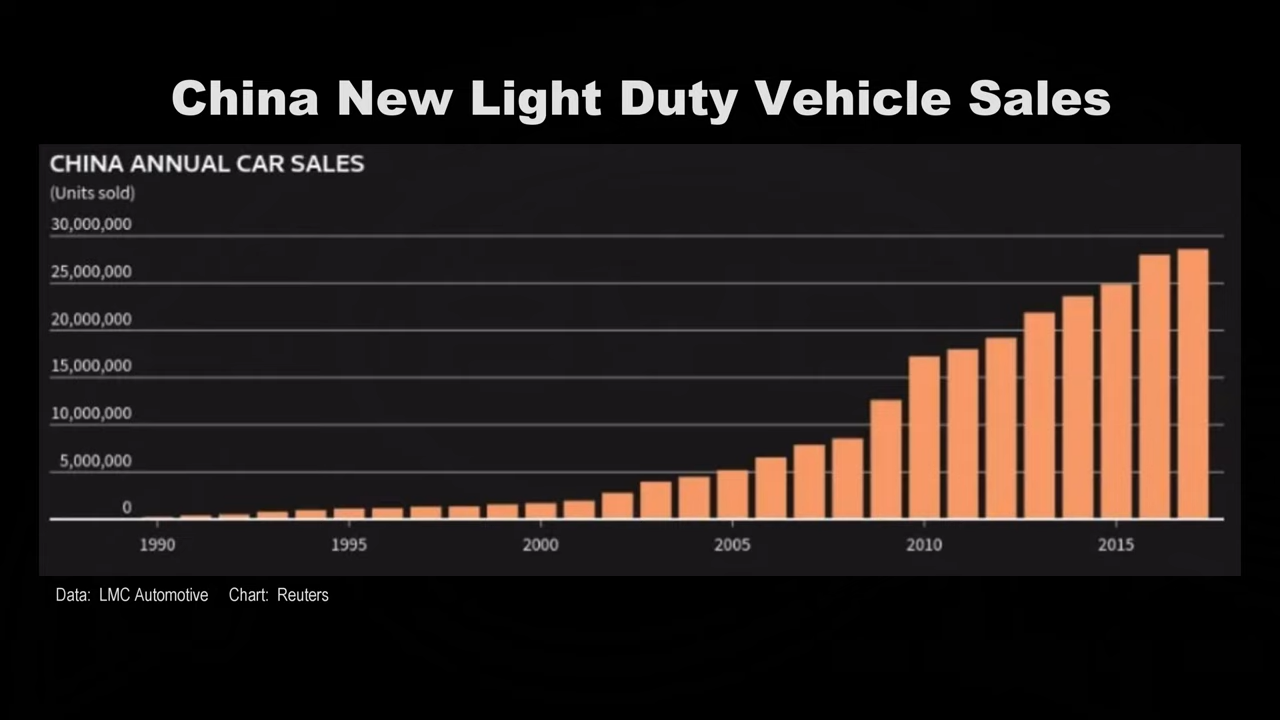 China New Light Duty Vehicle Sales
CHINA ANNUAL CAR SALES
(Units sold)
30,000,000
25,000,000
20,000,000
15,000,000
10,000,000
5,000,000
0
1990 1995 2000 2005 2010 2015
Data: LMC Automotive Chart: Reuters